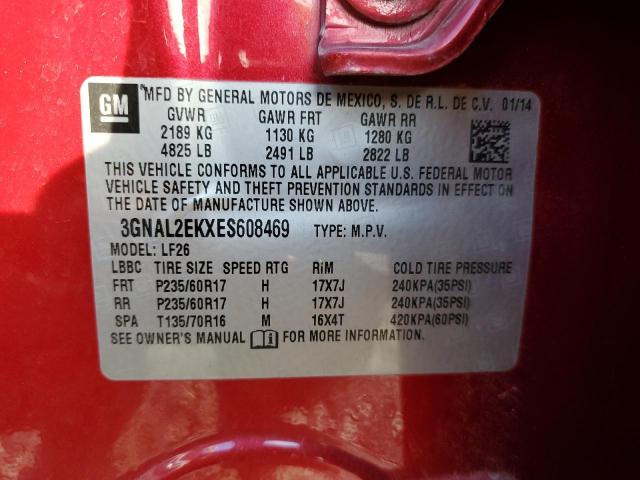 GM
MFD BY GENERAL MOTORS DE MEXICO, S. DE R.L. DE C.V. 01/14
GVWR GAWR FRT GAWR RR
2189 KG 1130 KG 1280 KG
4825 LB 2491 LB 2822 LB
THIS VEHICLE CONFORMS TO ALL APPLICABLE U.S. FEDERAL MOTOR
VEHICLE SAFETY AND THEFT PREVENTION STANDARDS IN EFFECT ON
THE DATE OF MANUFACTURE SHOWN ABOVE.
3GNAL2EKXES608469 TYPE: M.P.V.
MODEL: LF26
LBBC TIRE SIZE SPEED RTG RIM COLD TIRE PRESSURE
FRT P235/60R17 H 17X7J 240KPA(35PSI)
RR P235/60R17 H 17X7J 240KPA(35PSI)
SPA T135/70R16 M 16X4T 420KPA(60PSI)
SEE OWNER'S MANUAL FOR MORE INFORMATION.